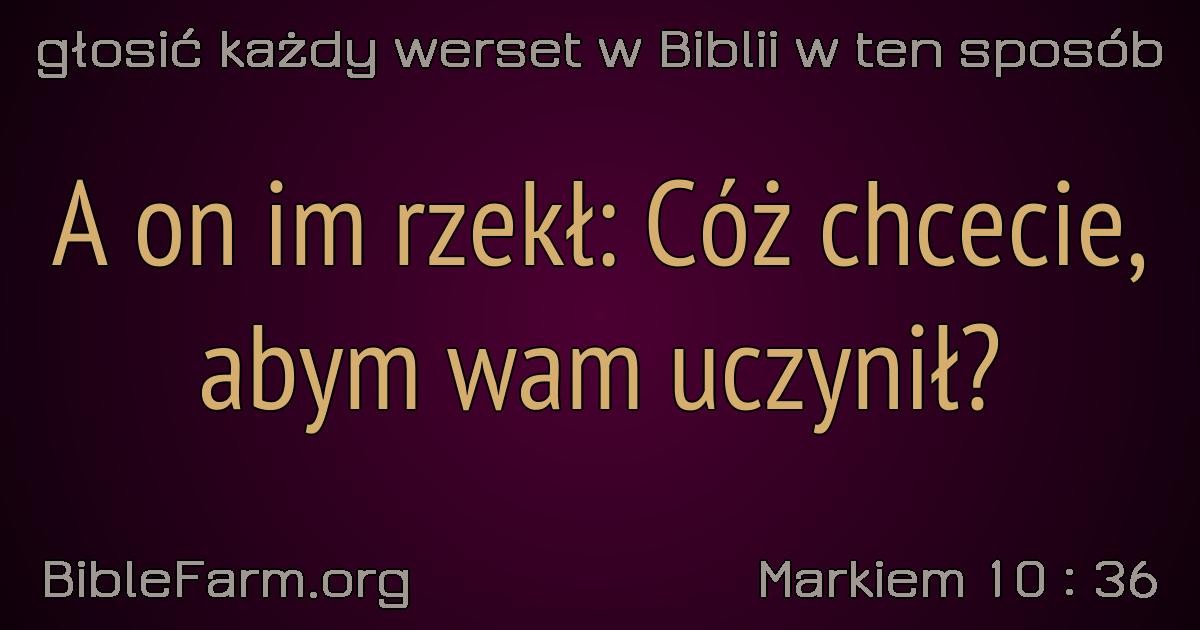 głosić każdy werset w Biblii w ten sposób
A on im rzekł: Cóż chcecie,
abym wam uczynił?
BibleFarm.org
Markiem 10 : 36